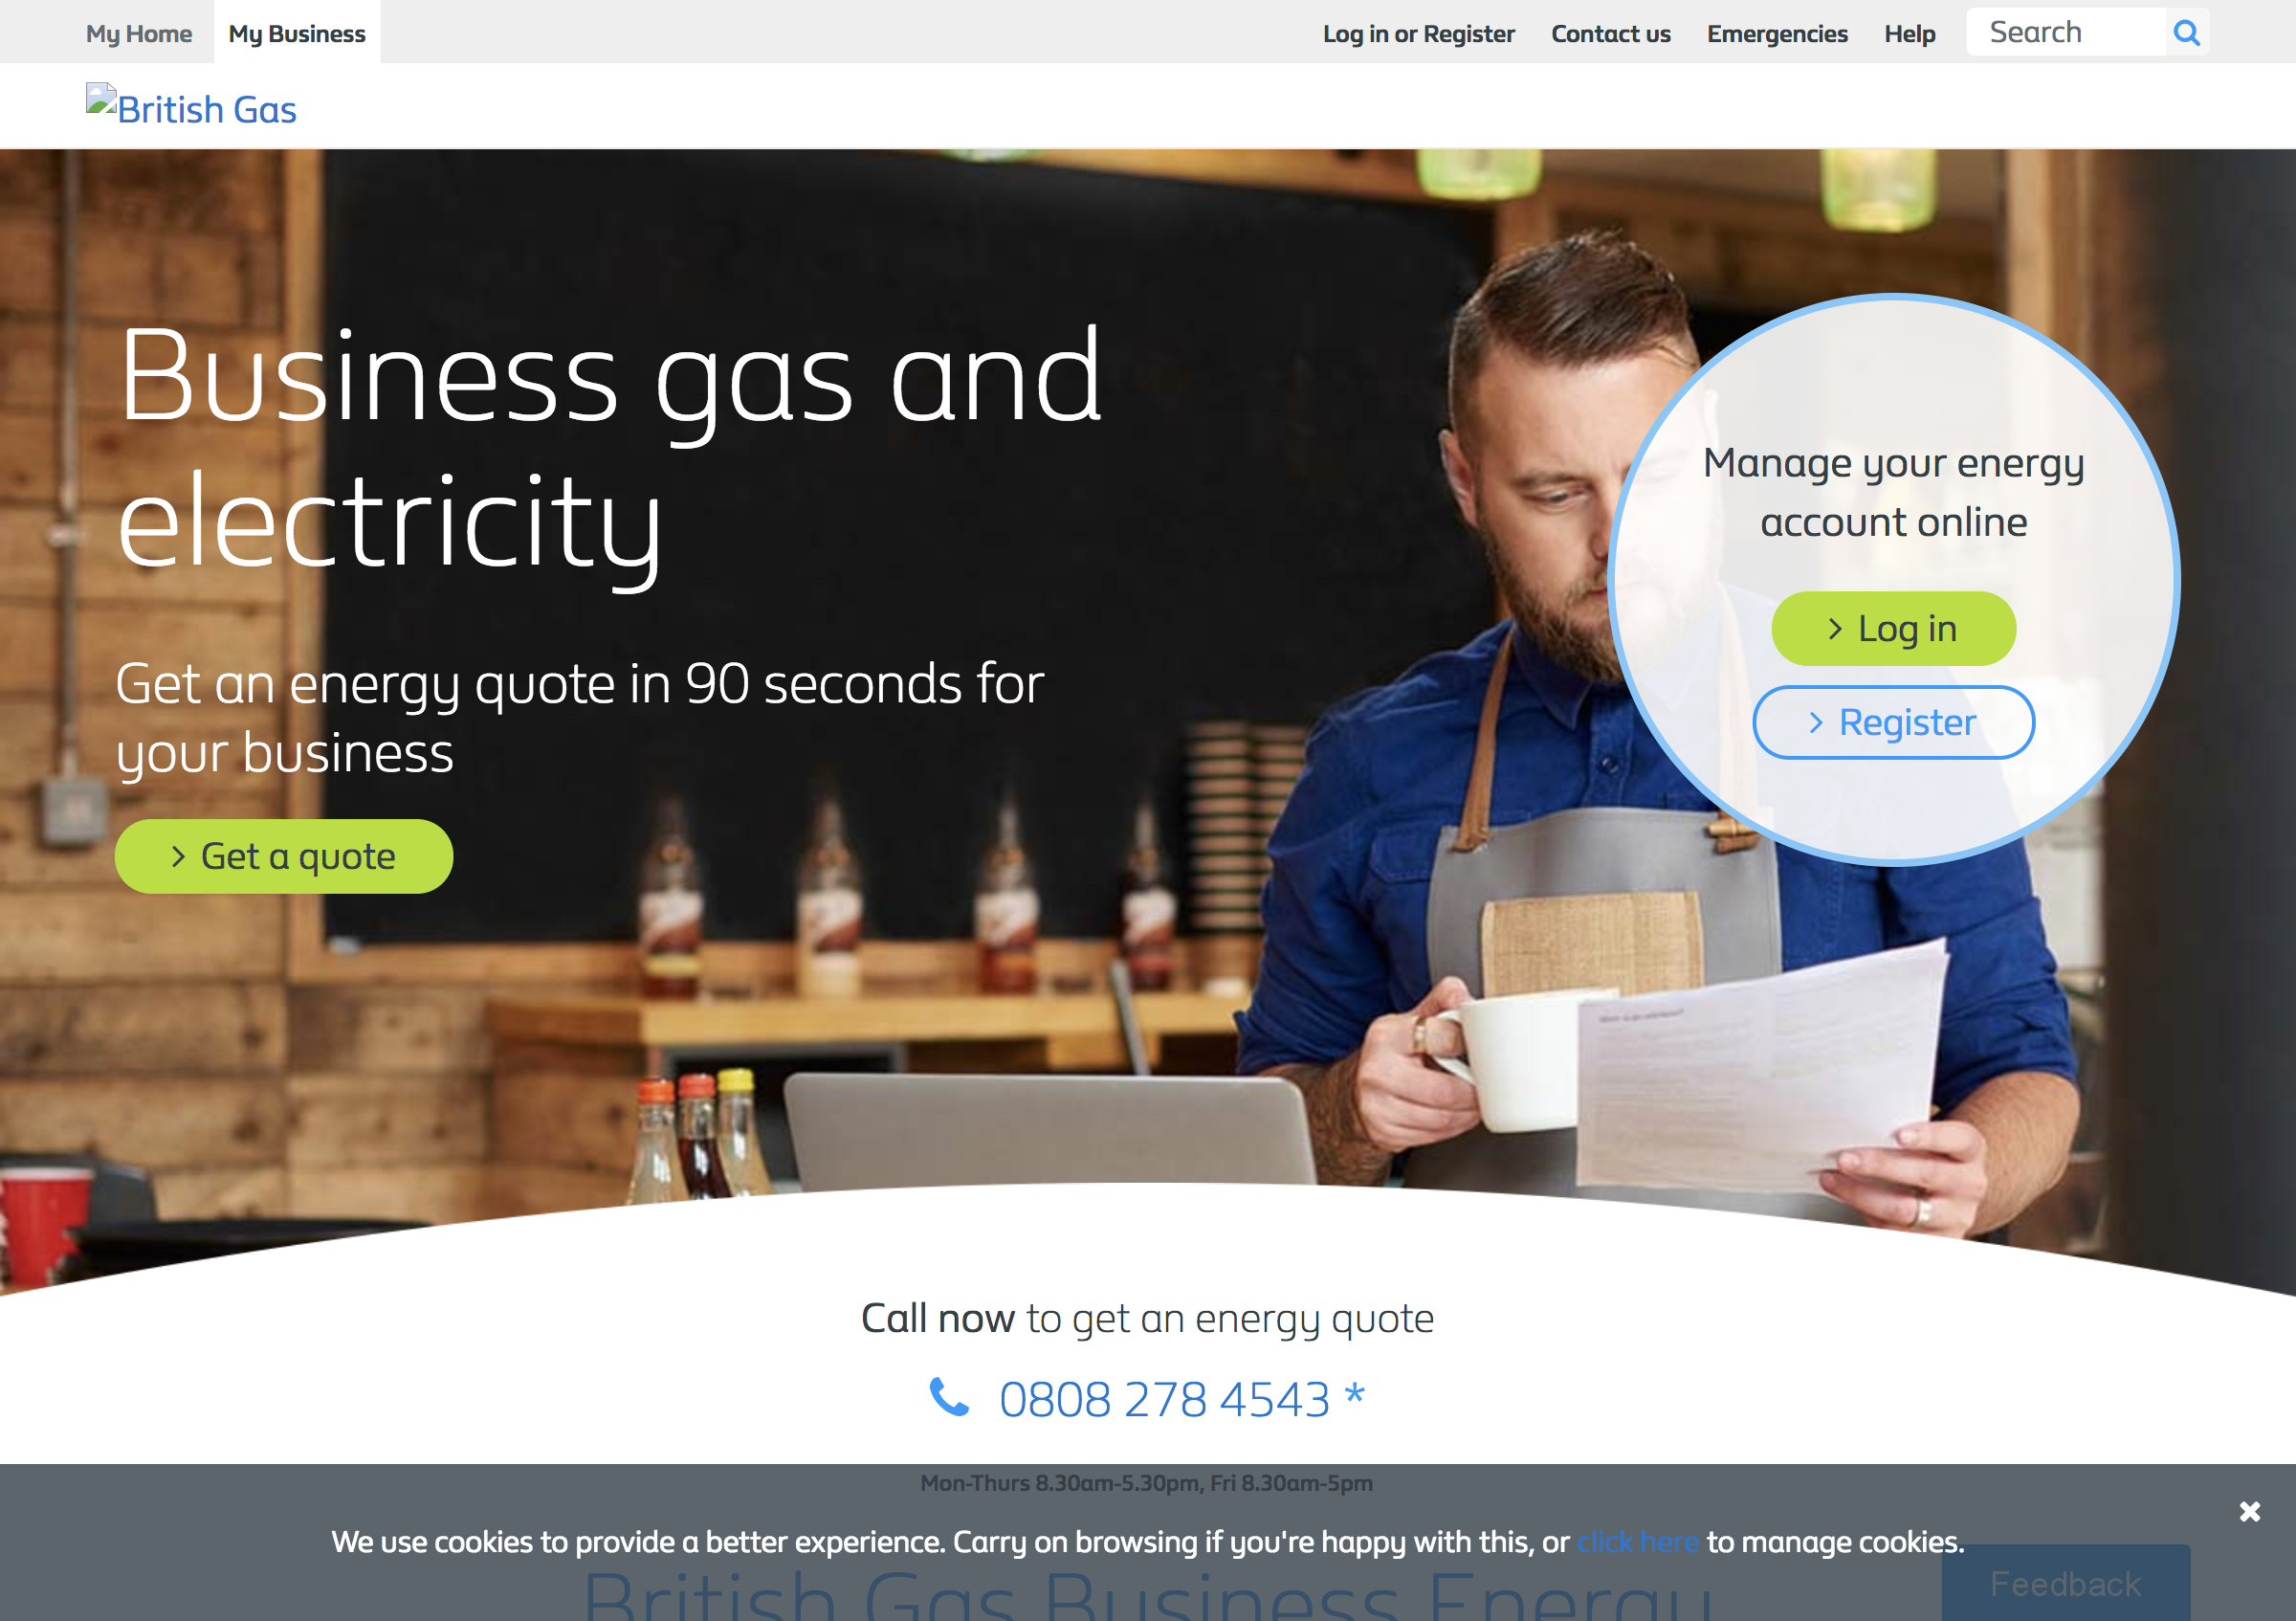 My Home
My Business
Log in or Register
Contact us
Emergencies
Help
Search
British Gas
Business gas and
electricity
Get an energy quote in 90 seconds for
your business
Get a quote
Manage your energy
account online
Log in
Register
Call now to get an energy quote
0808 278 4543 *
Mon-Thurs 8.30am-5.30pm, Fri 8.30am-5pm
We use cookies to provide a better experience. Carry on browsing if you're happy with this, or click here to manage cookies.
British Gas Business Energy
Feedback